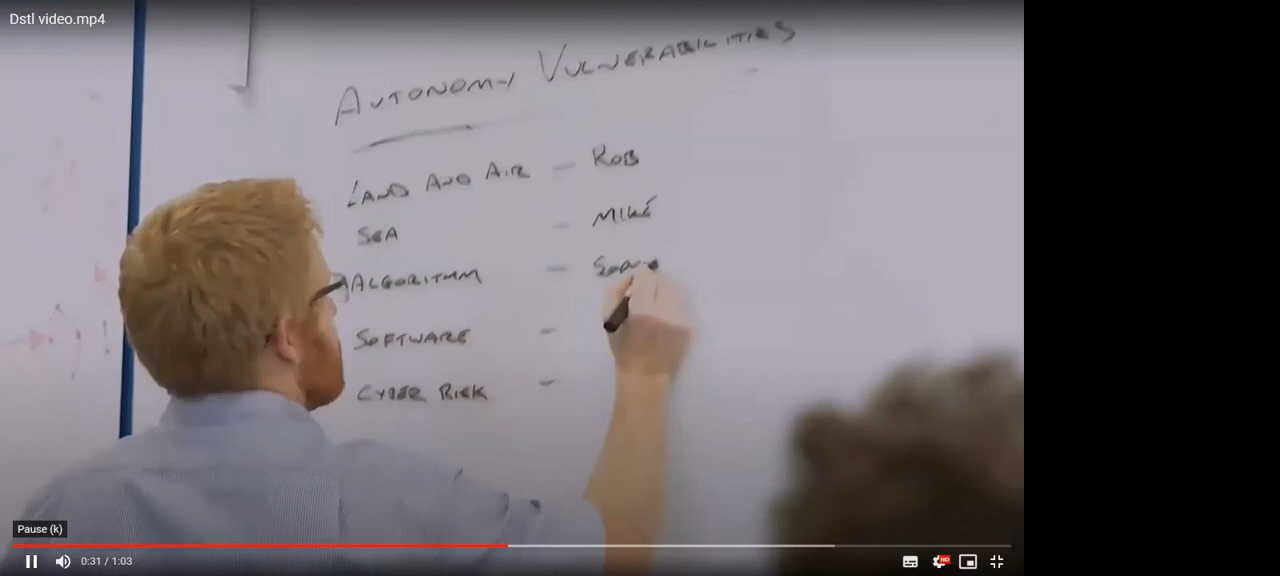 Dstl video.mp4
AUTONOMY VULNERABILITIES
LAND AND AIR - ROB
SEA - MIKE
ALGORITHM -
SOFTWARE -
CYBER RISK -
Pause (k)
0:31 / 1:03
HD